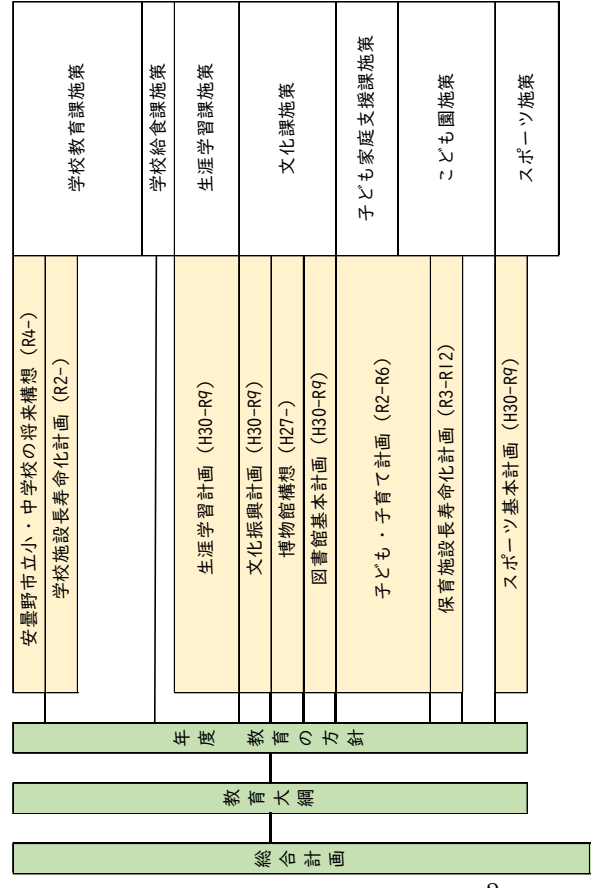 学校教育課施策
学校給食課施策
生涯学習課施策
文化課施策
子ども家庭支援課施策
こども園施策
スポーツ施策
安曇野市立小・中学校の将来構想（R4-）
学校施設長寿命化計画（R2-）
生涯学習計画（H30-R9）
文化振興計画（H30-R9）
博物館構想（H27-）
図書館基本計画（H30-R9）
子ども・子育て計画（R2-R6）
保育施設長寿命化計画（R3-R12）
スポーツ基本計画（H30-R9）
年度　教育の方針
教育大綱
総合計画